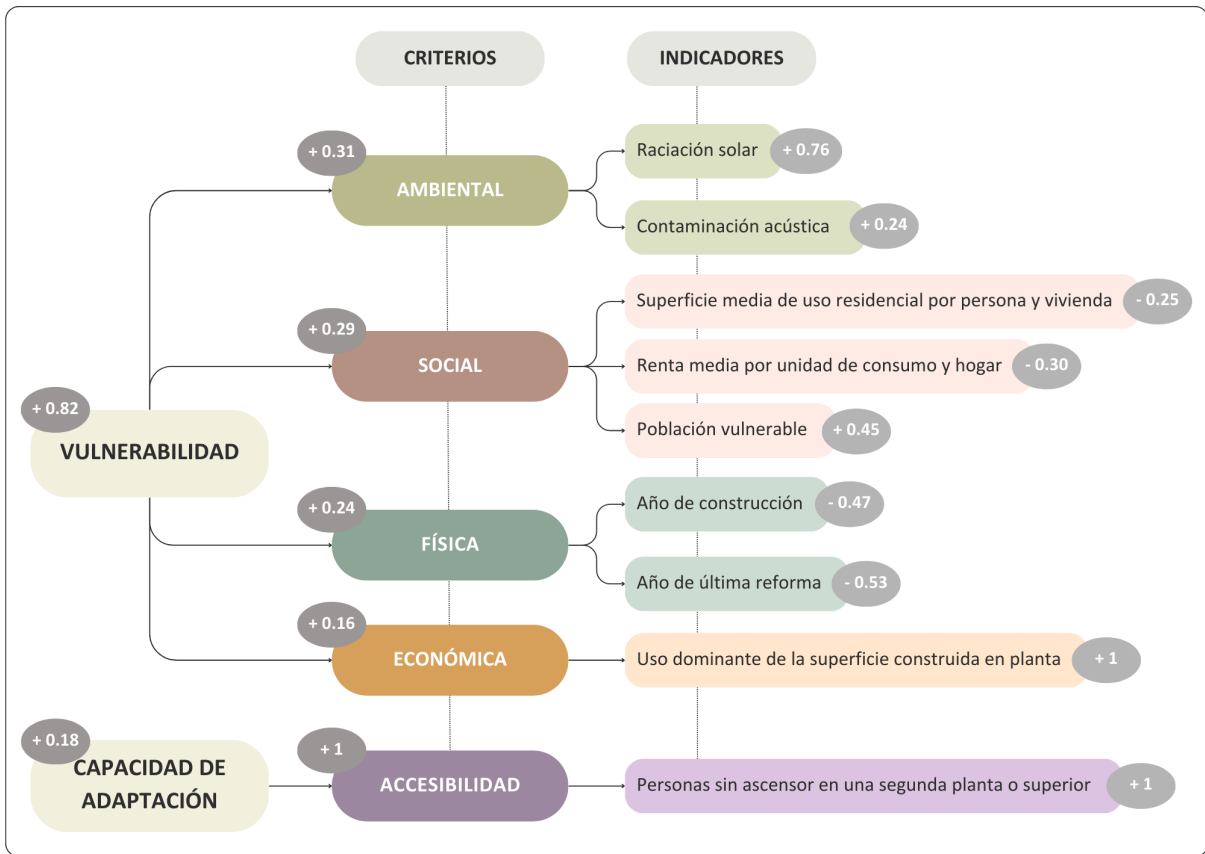 CRITERIOS
INDICADORES
+ 0.31
AMBIENTAL
Raciación solar
+ 0.76
Contaminación acústica
+ 0.24
+ 0.29
SOCIAL
Superficie media de uso residencial por persona y vivienda
- 0.25
Renta media por unidad de consumo y hogar
- 0.30
Población vulnerable
+ 0.45
+ 0.82
VULNERABILIDAD
+ 0.24
FÍSICA
Año de construcción
- 0.47
Año de última reforma
- 0.53
+ 0.16
ECONÓMICA
Uso dominante de la superficie construida en planta
+ 1
+ 0.18
CAPACIDAD DE
ADAPTACIÓN
+ 1
ACCESIBILIDAD
Personas sin ascensor en una segunda planta o superior
+ 1